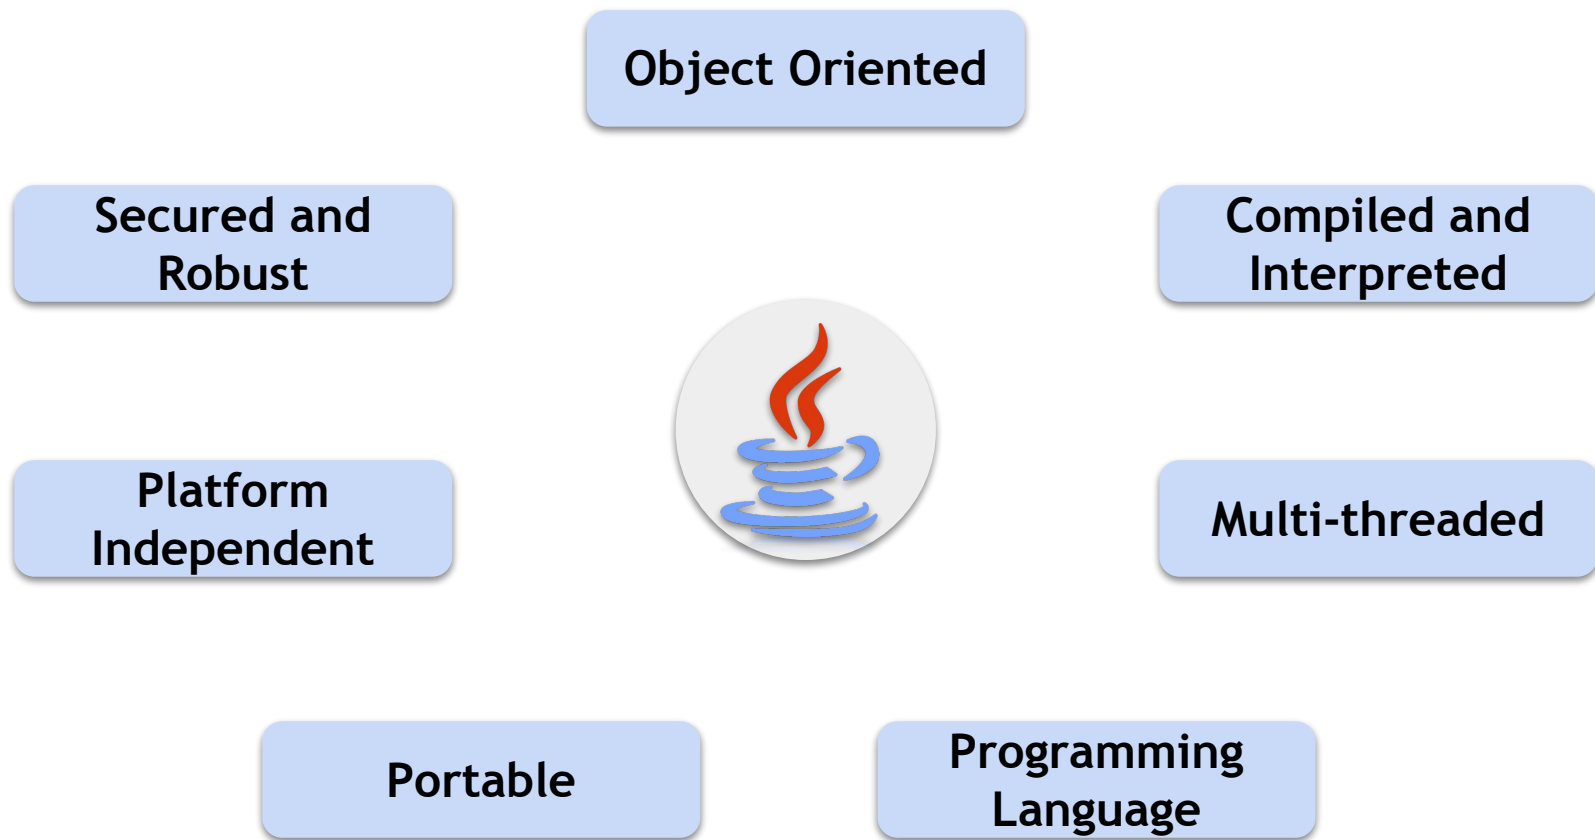 Object Oriented
Secured and
Robust
Compiled and
Interpreted
Platform
Independent
Multi-threaded
Portable
Programming
Language